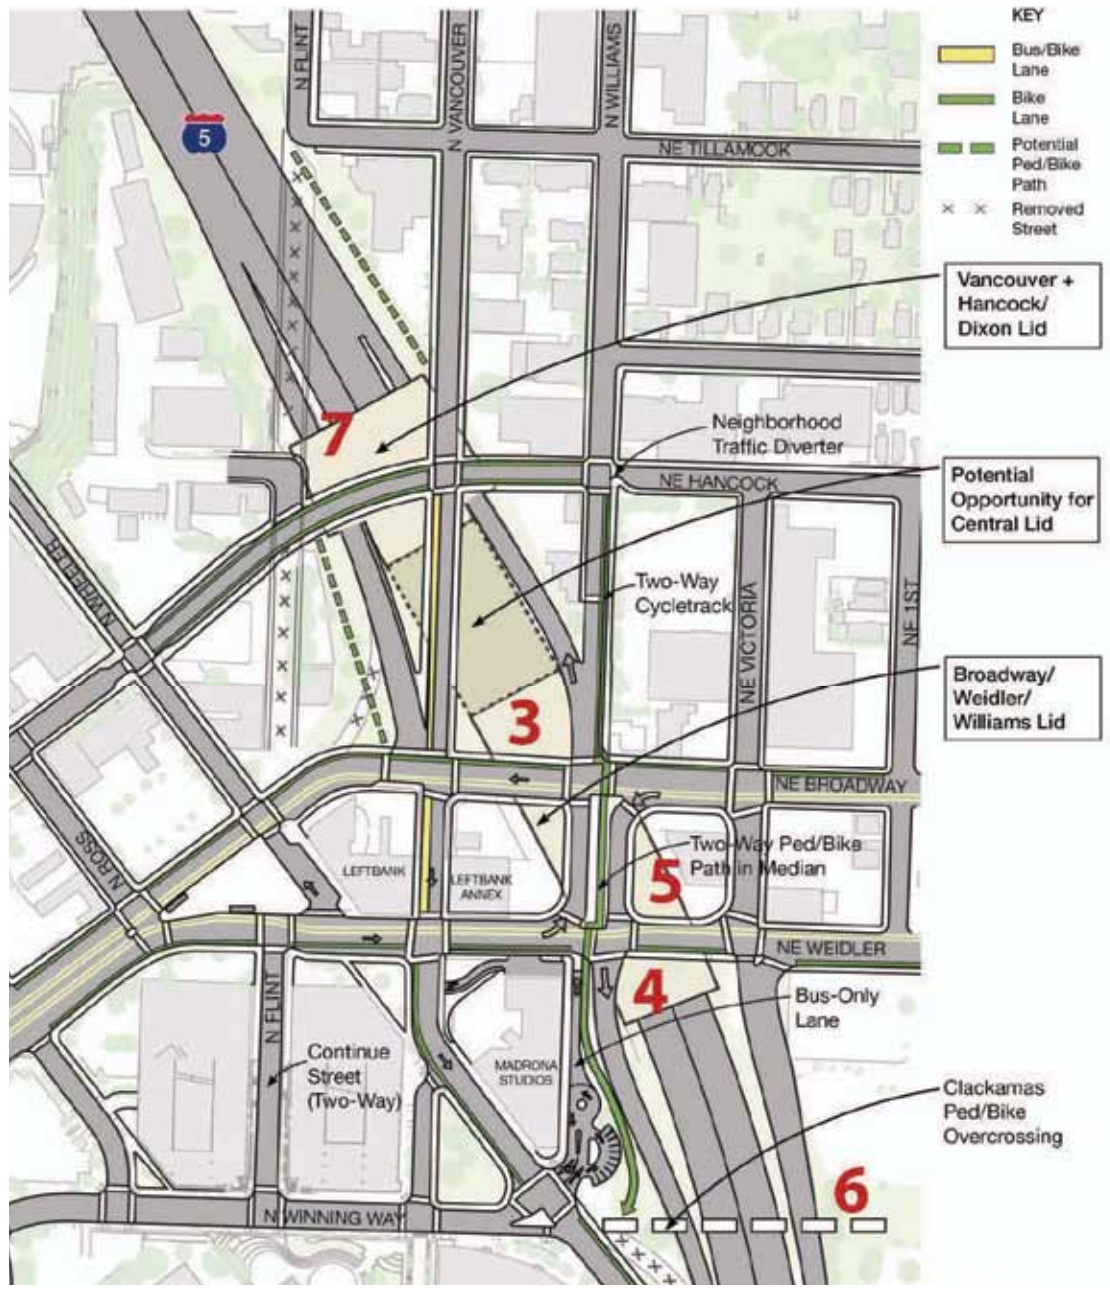 KEY
Bus/Bike
Lane
Bike
Lane
Potential
Ped/Bike
Path
Removed
Street
N FLINT
N VANCOUVER
N WILLIAMS
5
NE TILLAMOOK
Vancouver +
Hancock/
Dixon Lid
7
Neighborhood
Traffic Diverter
NE HANCOCK
Potential
Opportunity for
Central Lid
N WHEELER
Two-Way
Cycletrack
NE VICTORIA
NE 1ST
Broadway/
Weidler/
Williams Lid
3
NE BROADWAY
N ROSS
LEFTBANK
LEFTBANK
ANNEX
Two-Way Ped/Bike
Path in Median
5
NE WEIDLER
4
Bus-Only
Lane
N FLINT
Continue
Street
(Two-Way)
MADRONA
STUDIOS
Clackamas
Ped/Bike
Overcrossing
6
N WINNING WAY